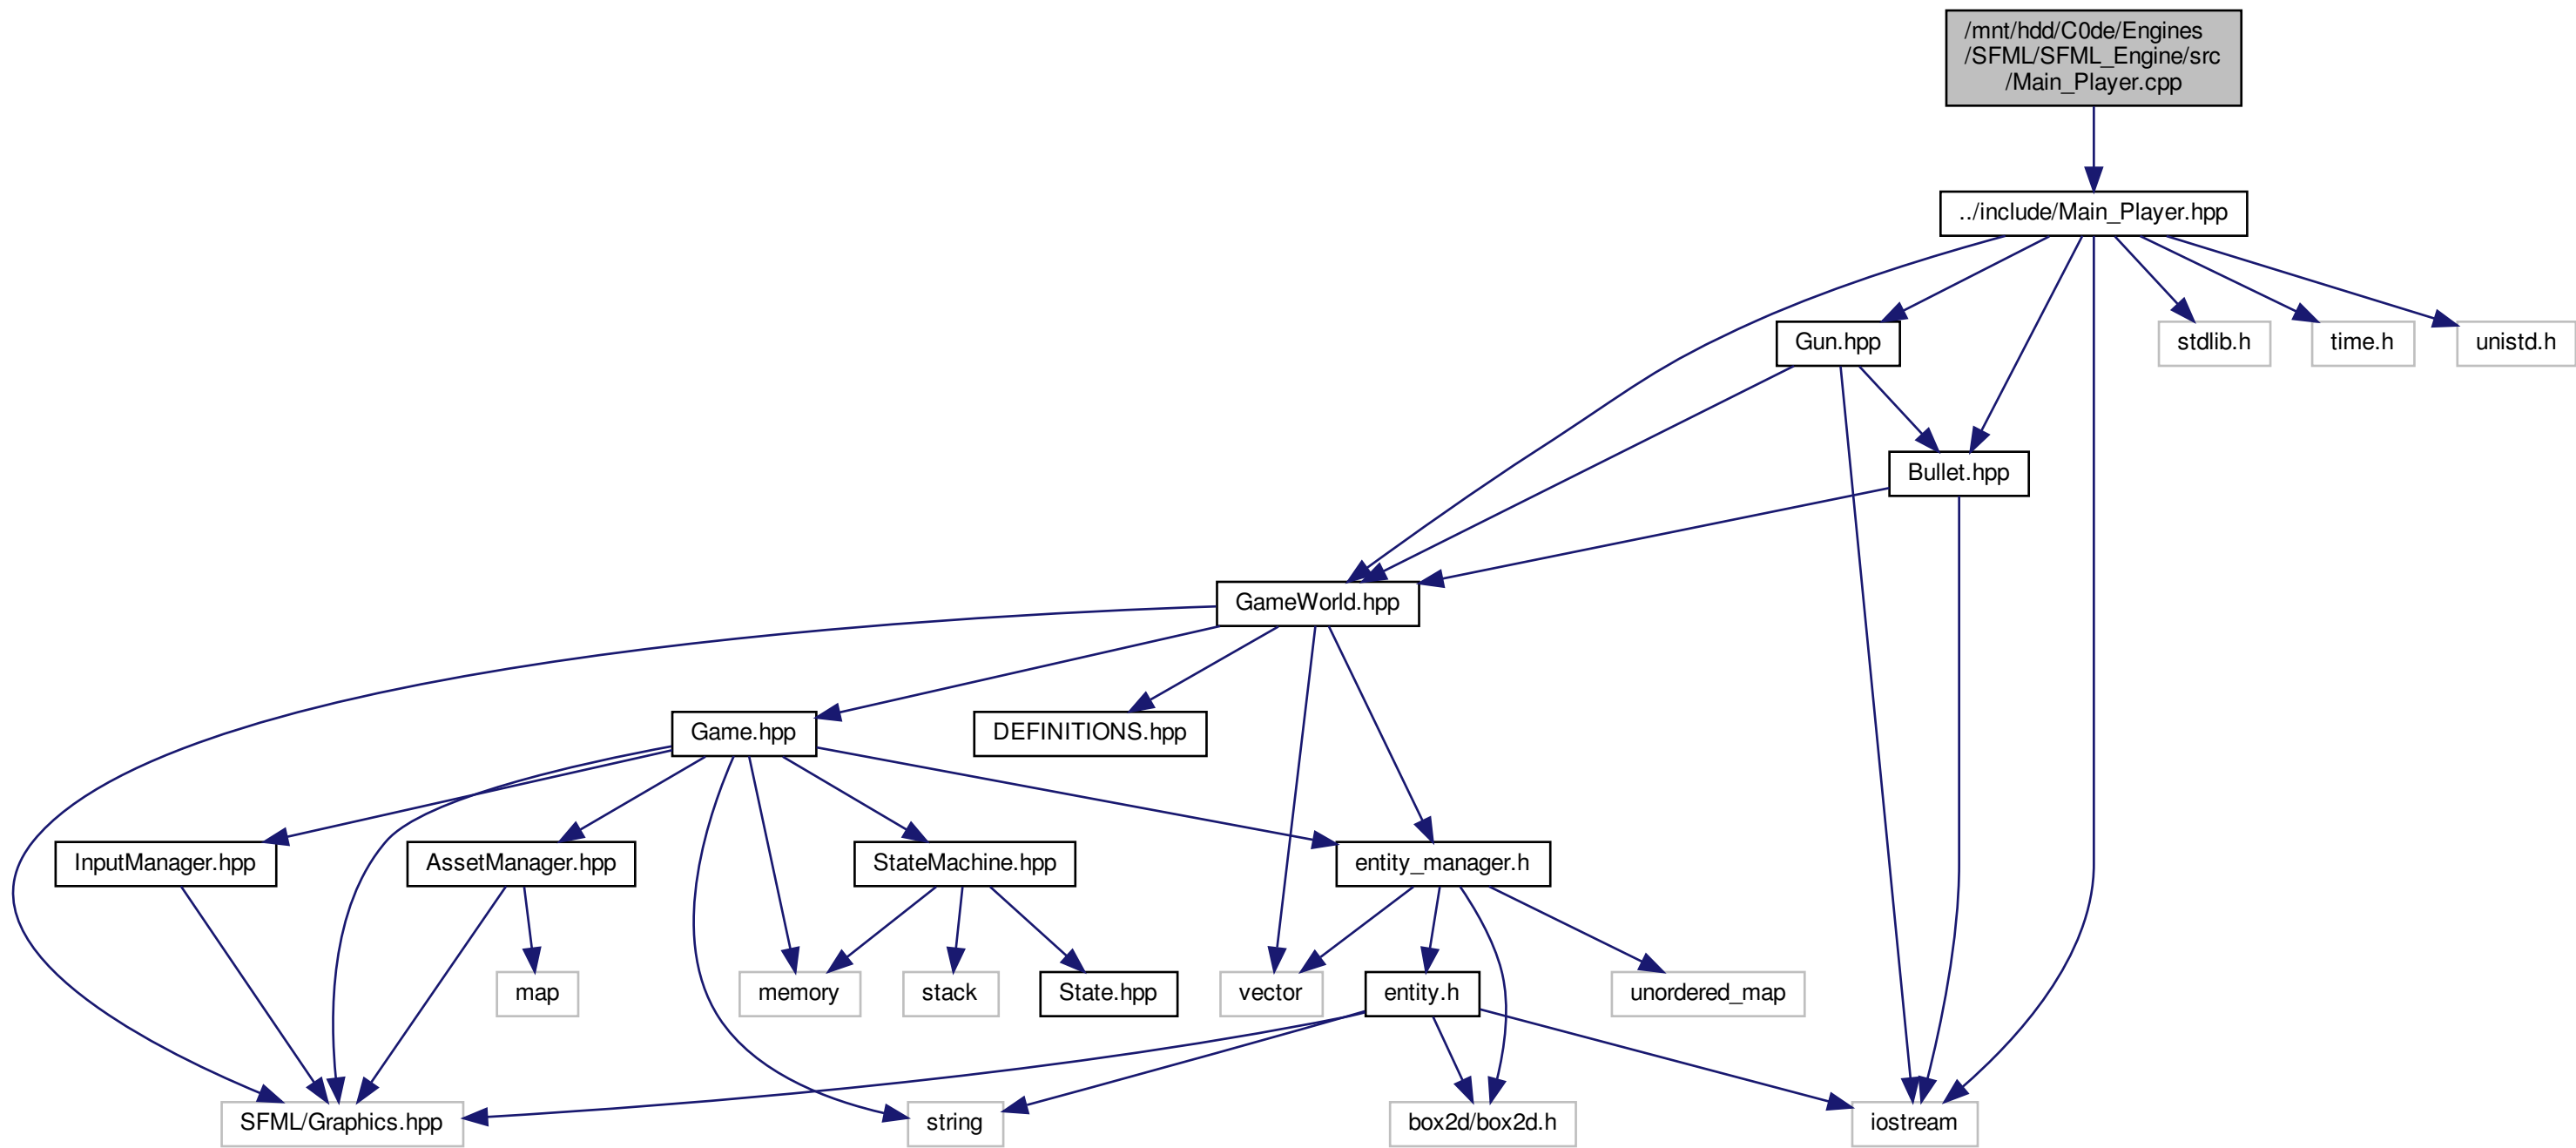 /mnt/hdd/C0de/Engines
/SFML/SFML_Engine/src
/Main_Player.cpp
../include/Main_Player.hpp
Gun.hpp
stdlib.h
time.h
unistd.h
Bullet.hpp
GameWorld.hpp
Game.hpp
DEFINITIONS.hpp
InputManager.hpp
AssetManager.hpp
StateMachine.hpp
entity_manager.h
map
memory
stack
State.hpp
vector
entity.h
unordered_map
SFML/Graphics.hpp
string
box2d/box2d.h
iostream